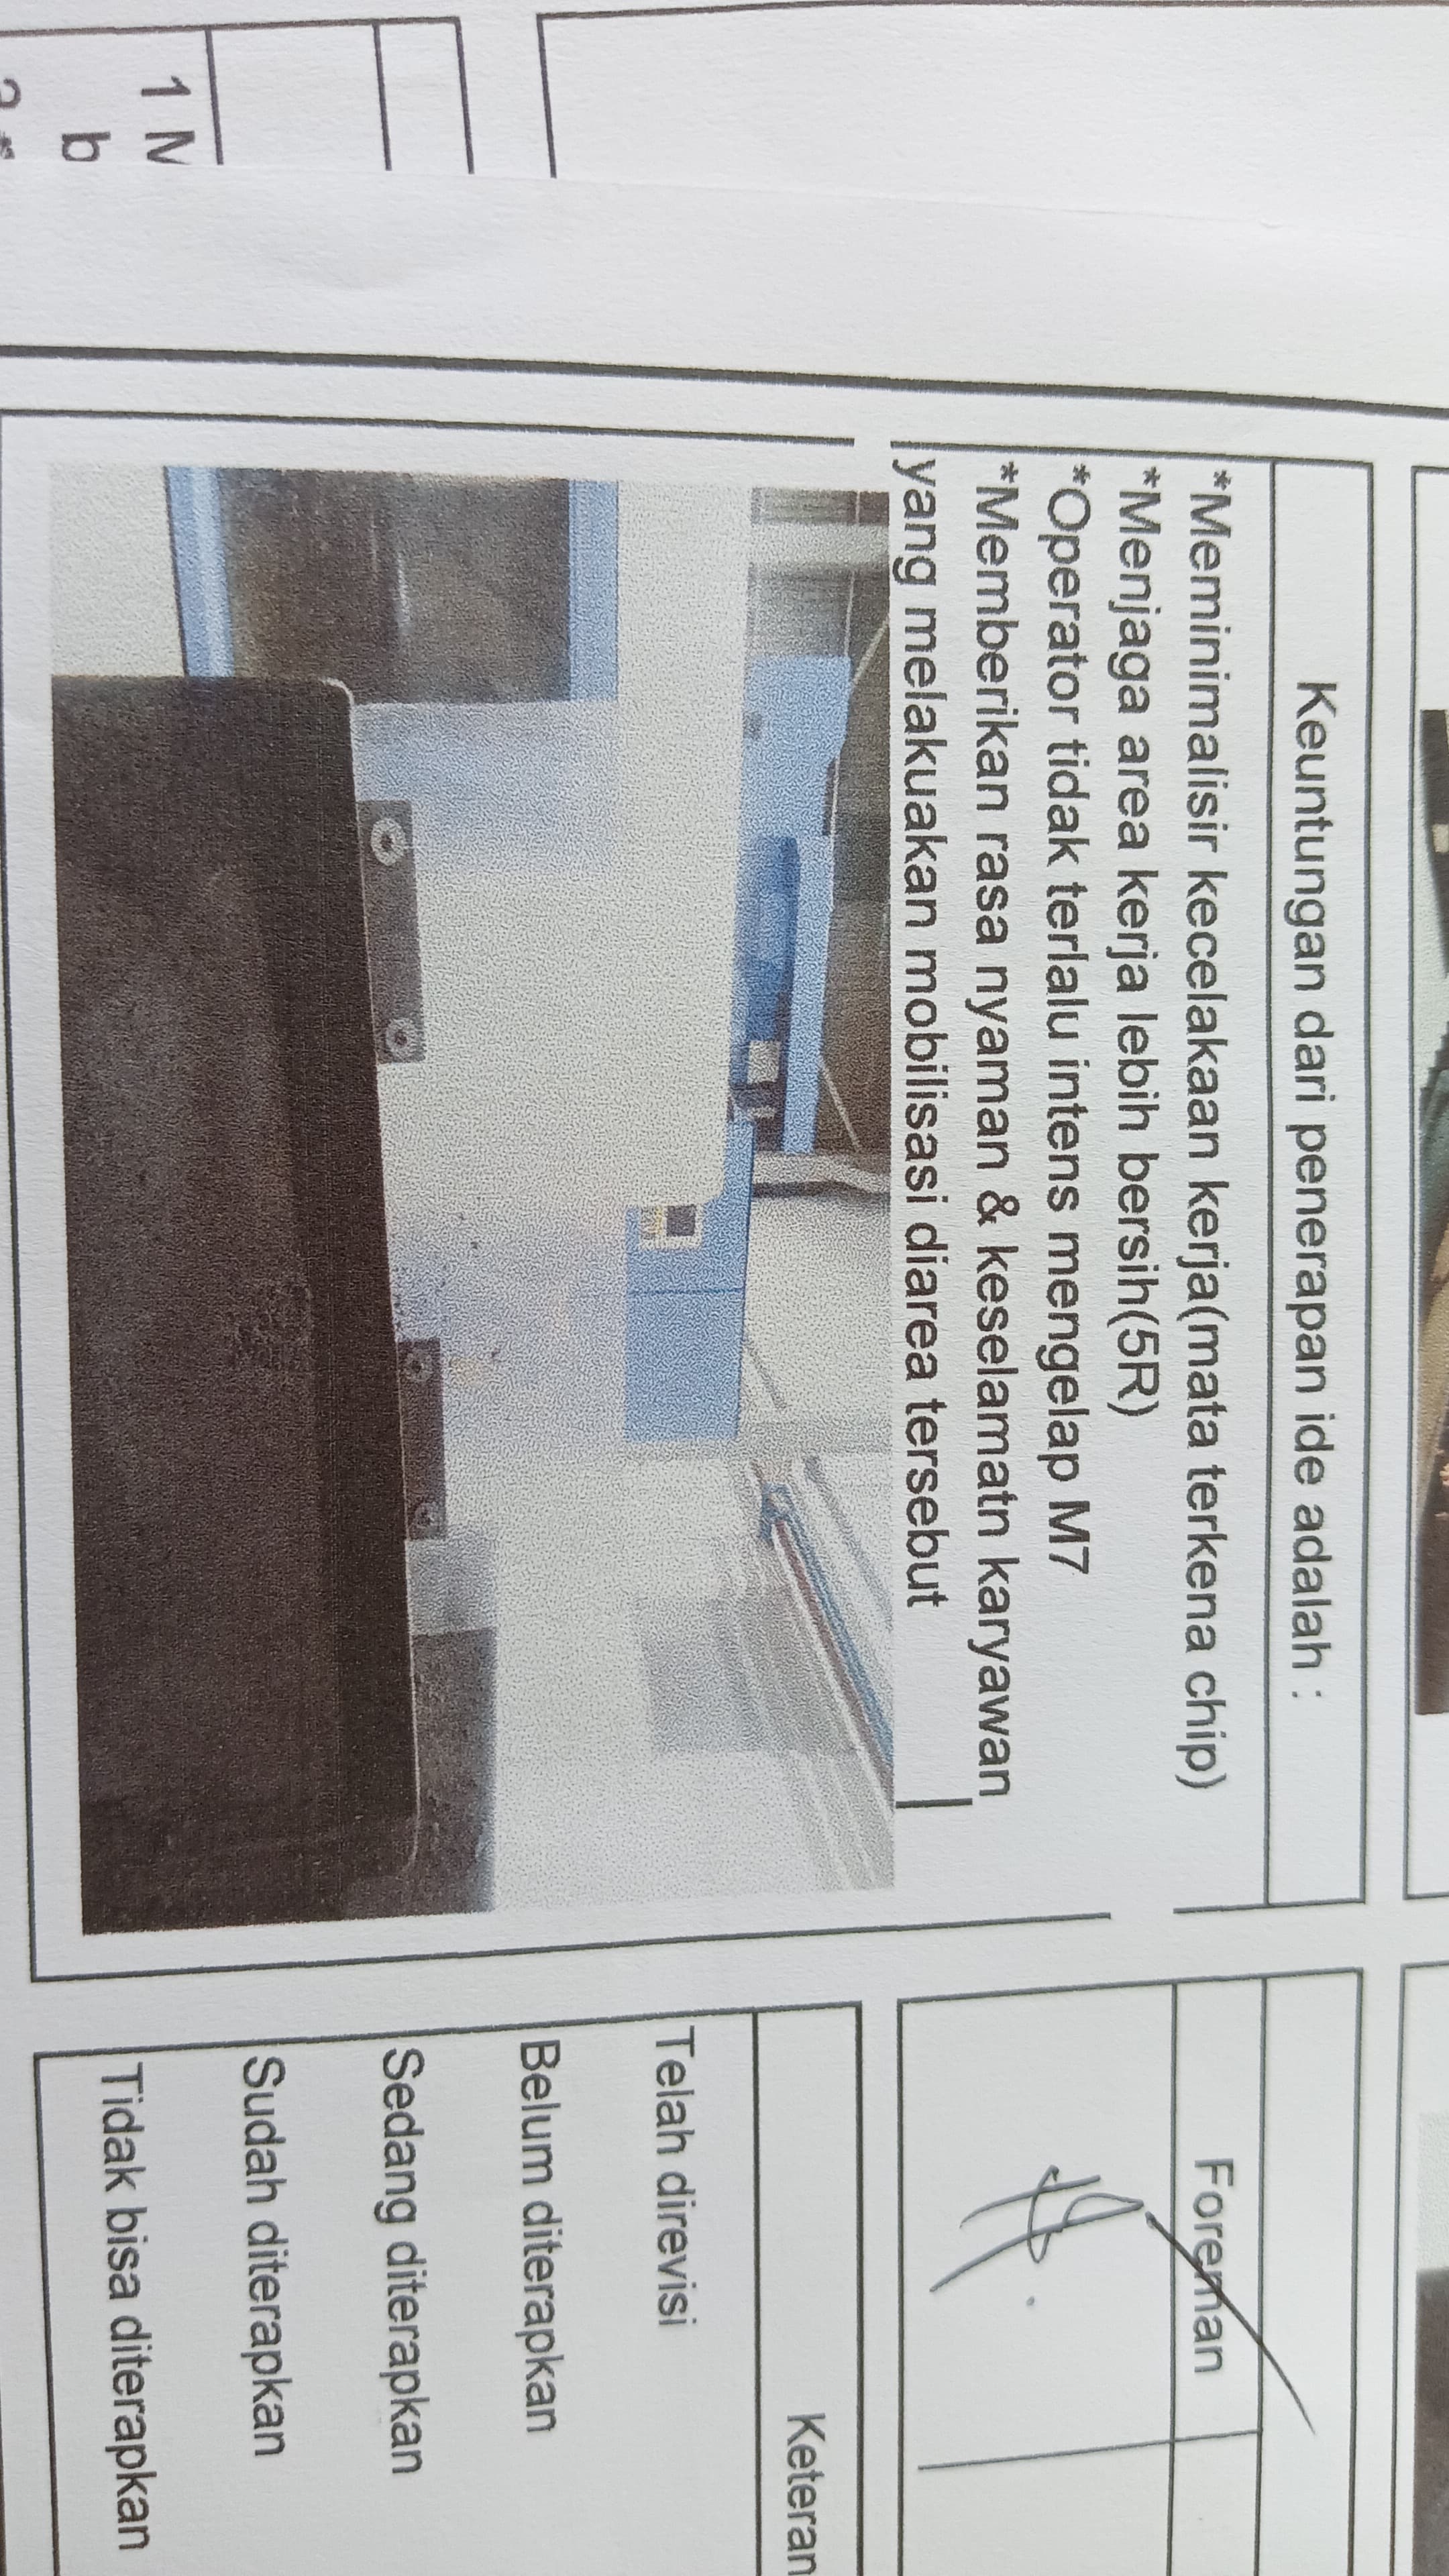 Keuntungan dari penerapan ide adalah :
*Meminimalisir kecelakaan kerja(mata terkena chip)
*Menjaga area kerja lebih bersih(5R)
*Operator tidak terlalu intens mengelap M7
*Memberikan rasa nyaman & keselamatn karyawan
yang melakuakan mobilisasi diarea tersebut
Foreman
Keteran
Telah direvisi
Belum diterapkan
Sedang diterapkan
Sudah diterapkan
Tidak bisa diterapkan
1 M
b